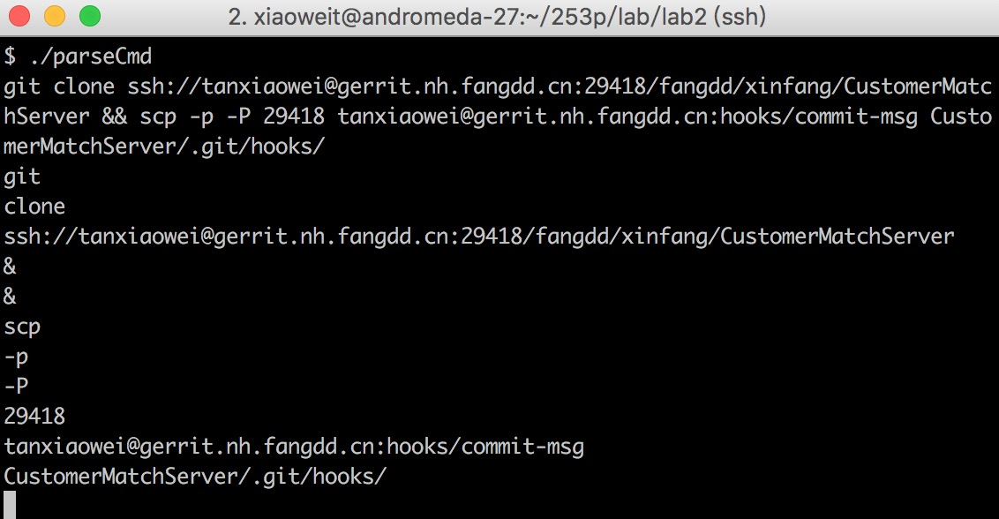 2. xiaoweit@andromeda-27:~/253p/lab/lab2 (ssh)
$ ./parseCmd
git clone ssh://tanxiaowei@gerrit.nh.fangdd.cn:29418/fangdd/xinfang/CustomerMatc
hServer && scp -p -P 29418 tanxiaowei@gerrit.nh.fangdd.cn:hooks/commit-msg Custo
merMatchServer/.git/hooks/
git
clone
ssh://tanxiaowei@gerrit.nh.fangdd.cn:29418/fangdd/xinfang/CustomerMatchServer
&
&
scp
-p
-P
29418
tanxiaowei@gerrit.nh.fangdd.cn:hooks/commit-msg
CustomerMatchServer/.git/hooks/